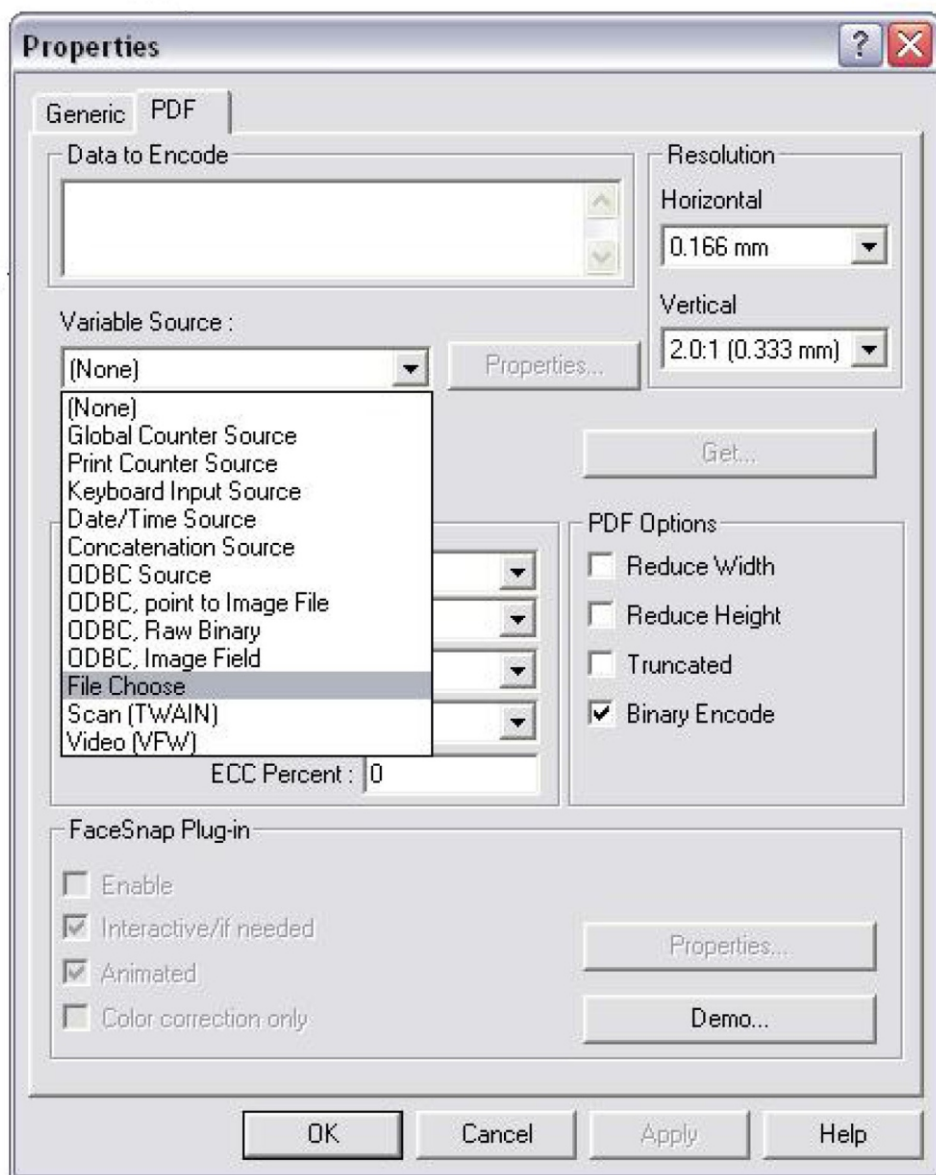 Properties
Generic
PDF
Data to Encode
Resolution
Horizontal
0.166 mm
Vertical
2.0:1 (0.333 mm)
Variable Source :
(None)
Properties...
(None)
Global Counter Source
Print Counter Source
Keyboard Input Source
Date/Time Source
Concatenation Source
ODBC Source
ODBC, point to Image File
ODBC, Raw Binary
ODBC, Image Field
File Choose
Scan (TWAIN)
Video (VFW)
Get...
ECC Percent : 0
PDF Options
Reduce Width
Reduce Height
Truncated
Binary Encode
FaceSnap Plug-in
Enable
Interactive/if needed
Animated
Color correction only
Properties...
Demo...
OK
Cancel
Apply
Help